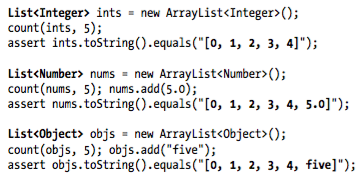 List<Integer> ints = new ArrayList<Integer>();
count(ints, 5);
assert ints.toString().equals("[0, 1, 2, 3, 4]");
List<Number> nums = new ArrayList<Number>();
count(nums, 5); nums.add(5.0);
assert nums.toString().equals("[0, 1, 2, 3, 4, 5.0]");
List<Object> objs = new ArrayList<Object>();
count(objs, 5); objs.add("five");
assert objs.toString().equals("[0, 1, 2, 3, 4, five]");